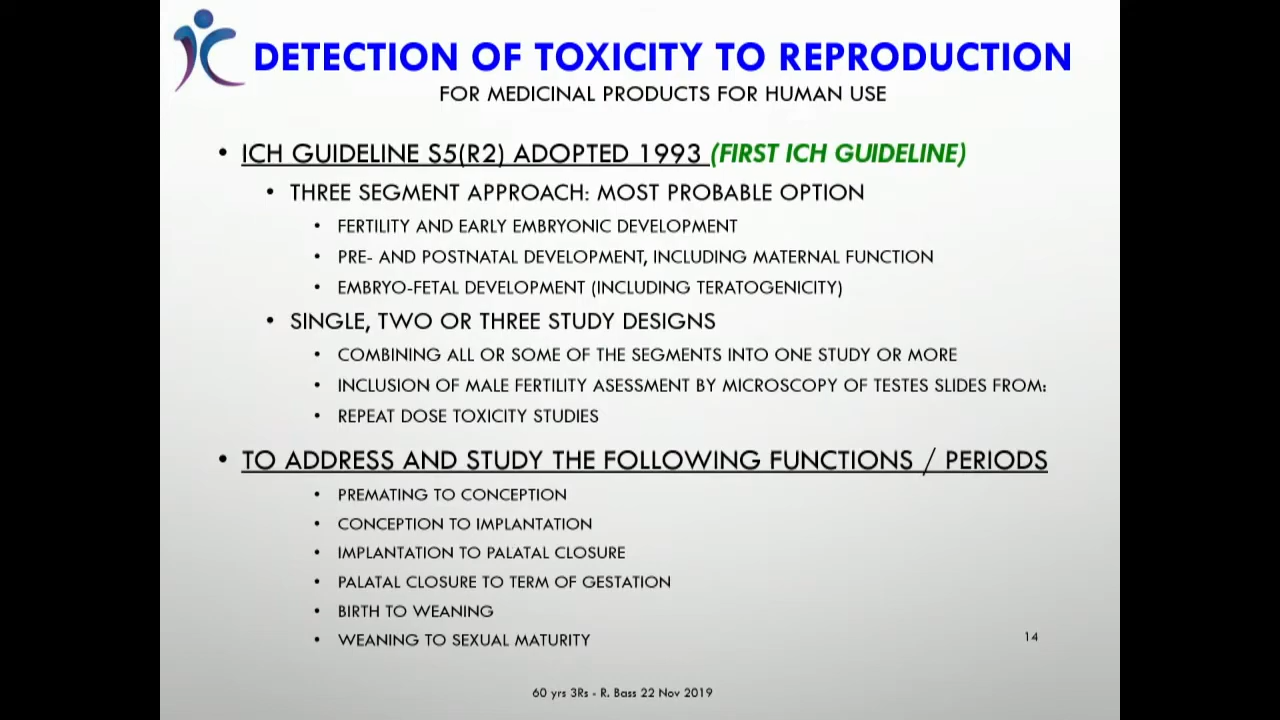 DETECTION OF TOXICITY TO REPRODUCTION
FOR MEDICINAL PRODUCTS FOR HUMAN USE
• ICH GUIDELINE S5(R2) ADOPTED 1993 (FIRST ICH GUIDELINE)
• THREE SEGMENT APPROACH: MOST PROBABLE OPTION
• FERTILITY AND EARLY EMBRYONIC DEVELOPMENT
• PRE- AND POSTNATAL DEVELOPMENT, INCLUDING MATERNAL FUNCTION
• EMBRYO-FETAL DEVELOPMENT (INCLUDING TERATOGENICITY)
• SINGLE, TWO OR THREE STUDY DESIGNS
• COMBINING ALL OR SOME OF THE SEGMENTS INTO ONE STUDY OR MORE
• INCLUSION OF MALE FERTILITY ASESSMENT BY MICROSCOPY OF TESTES SLIDES FROM:
• REPEAT DOSE TOXICITY STUDIES
• TO ADDRESS AND STUDY THE FOLLOWING FUNCTIONS / PERIODS
• PREMATING TO CONCEPTION
• CONCEPTION TO IMPLANTATION
• IMPLANTATION TO PALATAL CLOSURE
• PALATAL CLOSURE TO TERM OF GESTATION
• BIRTH TO WEANING
• WEANING TO SEXUAL MATURITY
14
60 yrs 3Rs - R. Bass 22 Nov 2019